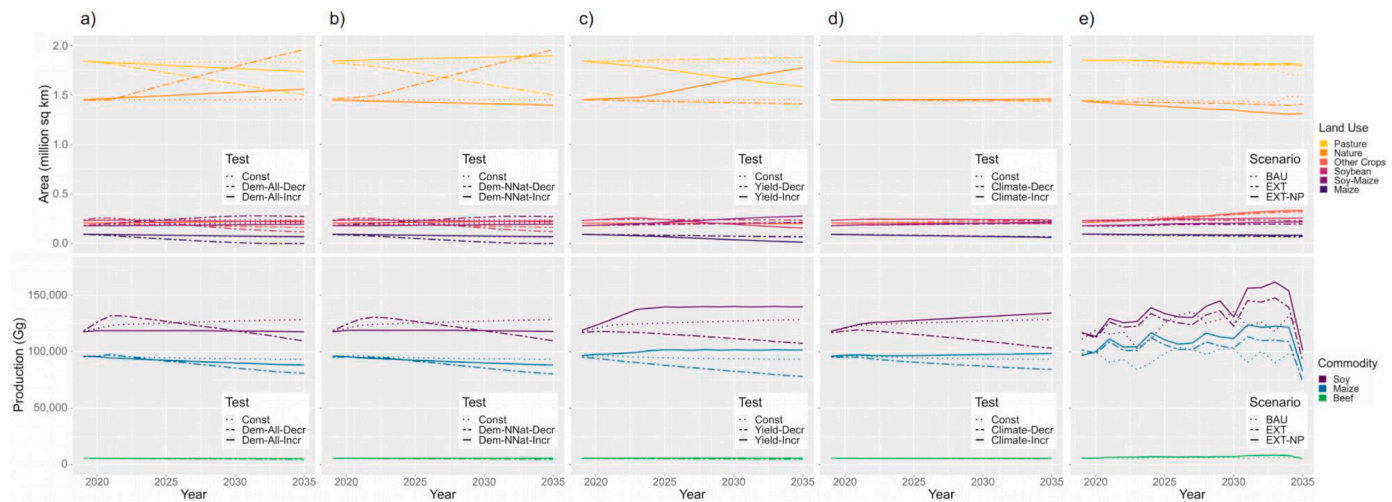 a)
b)
c)
d)
e)
Area (million sq km)
2.0
1.5
1.0
0.5
0.0
Test
Const
Dem-All-Decr
Dem-All-Incr
Test
Const
Dem-NNat-Decr
Dem-NNat-Incr
Test
Const
Yield-Decr
Yield-Incr
Test
Const
Climate-Decr
Climate-Incr
Scenario
BAU
EXT
EXT-NP
Land Use
Pasture
Nature
Other Crops
Soybean
Soy-Maize
Maize
Production (Gg)
150,000
100,000
50,000
0
Test
Const
Dem-All-Decr
Dem-All-Incr
Test
Const
Dem-NNat-Decr
Dem-NNat-Incr
Test
Const
Yield-Decr
Yield-Incr
Test
Const
Climate-Decr
Climate-Incr
Scenario
BAU
EXT
EXT-NP
Commodity
Soy
Maize
Beef
2020 2025 2030 2035 2020 2025 2030 2035 2020 2025 2030 2035 2020 2025 2030 2035 2020 2025 2030 2035
Year Year Year Year Year